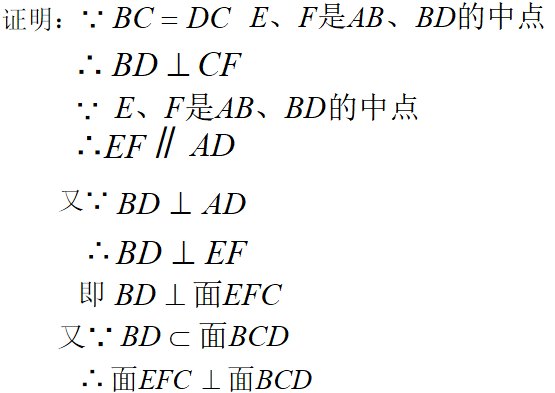 证明：∵ BC = DC E、F是AB、BD的中点
∴ BD ⊥ CF
∵ E、F是AB、BD的中点
∴EF ∥ AD
又∵ BD ⊥ AD
∴ BD ⊥ EF
即 BD ⊥ 面EFC
又∵ BD ⊂ 面BCD
∴ 面EFC ⊥ 面BCD